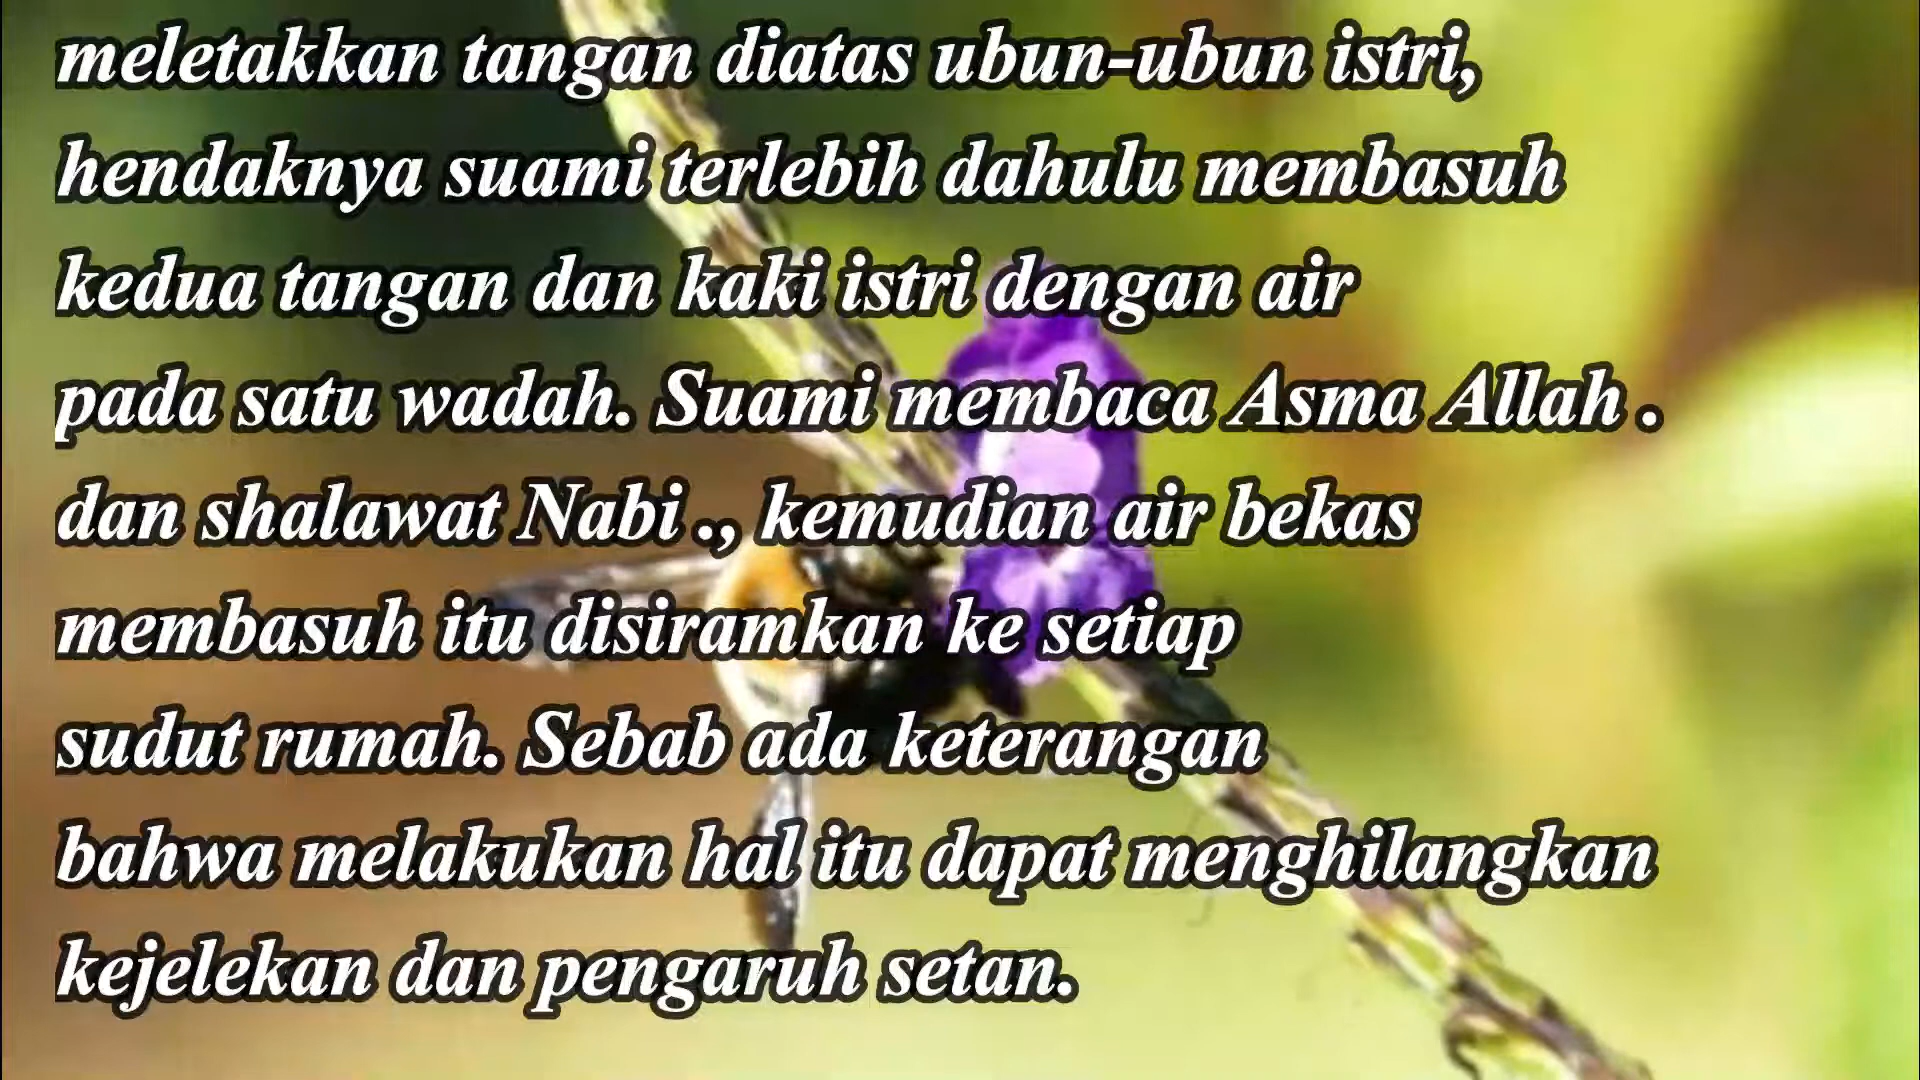 meletakkan tangan diatas ubun-ubun istri,
hendaknya suami terlebih dahulu membasuh
kedua tangan dan kaki istri dengan air
pada satu wadah. Suami membaca Asma Allah .
dan shalawat Nabi ., kemudian air bekas
membasuh itu disiramkan ke setiap
sudut rumah. Sebab ada keterangan
bahwa melakukan hal itu dapat menghilangkan
kejelekan dan pengaruh setan.